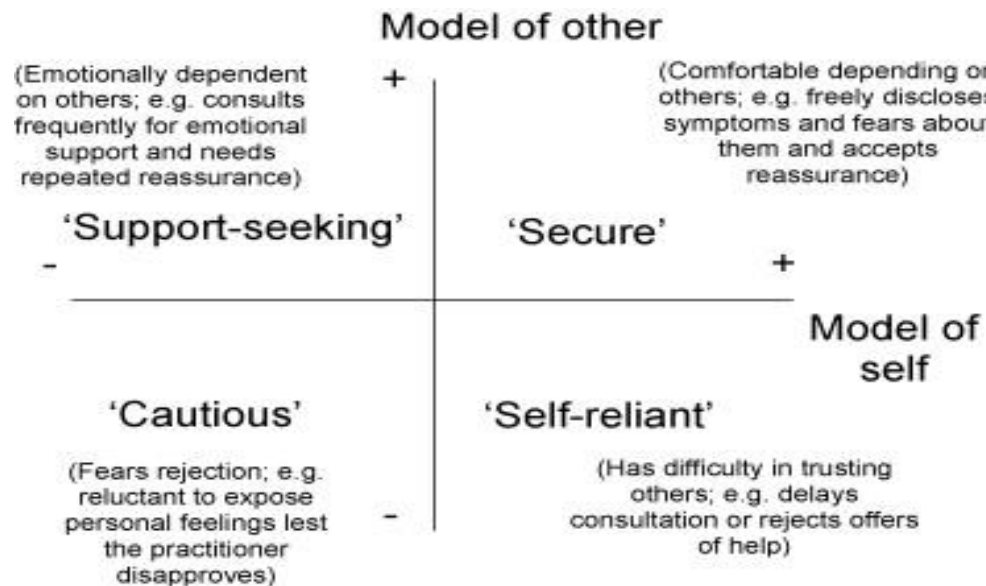 Model of other
+
(Emotionally dependent
on others; e.g. consults
frequently for emotional
support and needs
repeated reassurance)
(Comfortable depending or
others; e.g. freely discloses
symptoms and fears about
them and accepts
reassurance)
‘Support-seeking’
‘Secure’
-
+
Model of
self
‘Cautious’
‘Self-reliant’
(Fears rejection; e.g.
reluctant to expose
personal feelings lest
the practitioner
disapproves)
-
(Has difficulty in trusting
others; e.g. delays
consultation or rejects offers
of help)